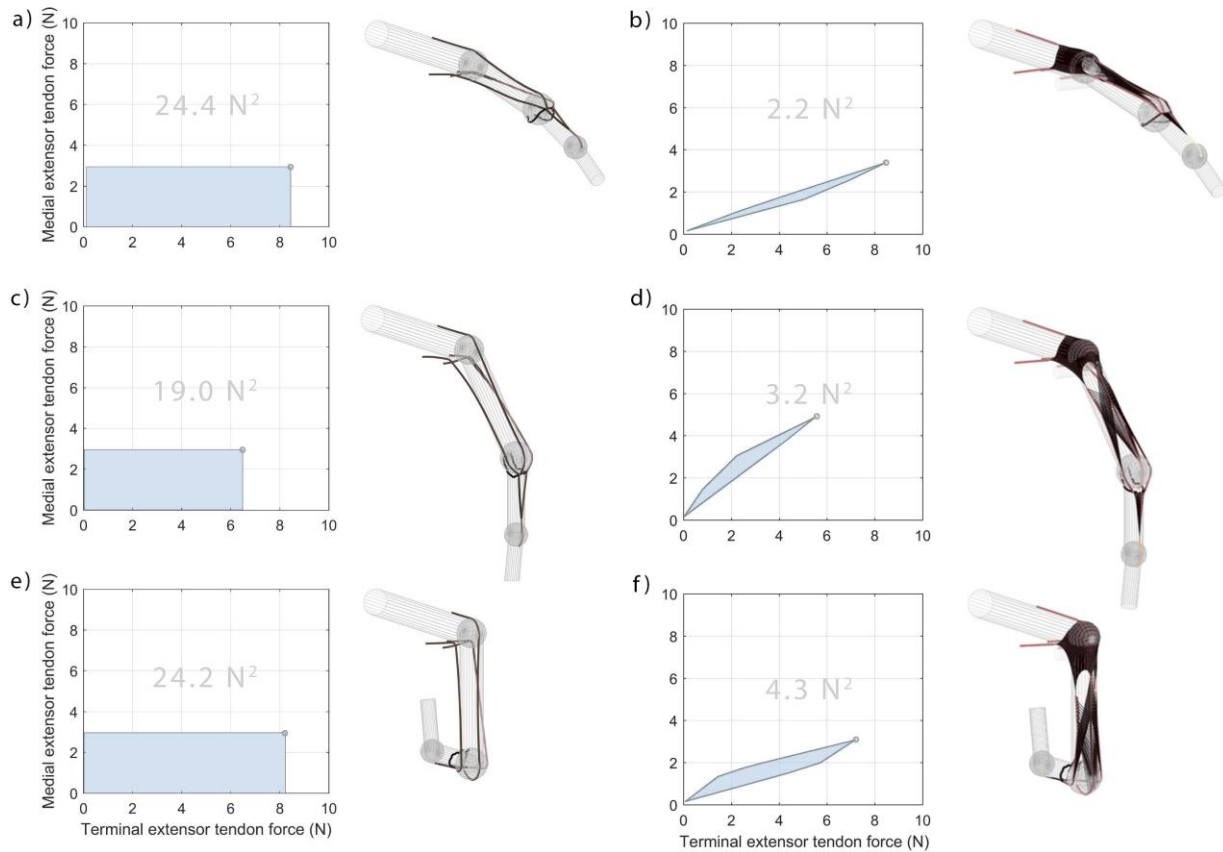 a)
Medial extensor tendon force (N)
10
8
6
4
2
0
24.4 N²
0 2 4 6 8 10
b)
10
8
6
4
2
0
2.2 N²
0 2 4 6 8 10
c)
Medial extensor tendon force (N)
10
8
6
4
2
0
19.0 N²
0 2 4 6 8 10
d)
10
8
6
4
2
0
3.2 N²
0 2 4 6 8 10
e)
Medial extensor tendon force (N)
10
8
6
4
2
0
24.2 N²
0 2 4 6 8 10
Terminal extensor tendon force (N)
f)
10
8
6
4
2
0
4.3 N²
0 2 4 6 8 10
Terminal extensor tendon force (N)